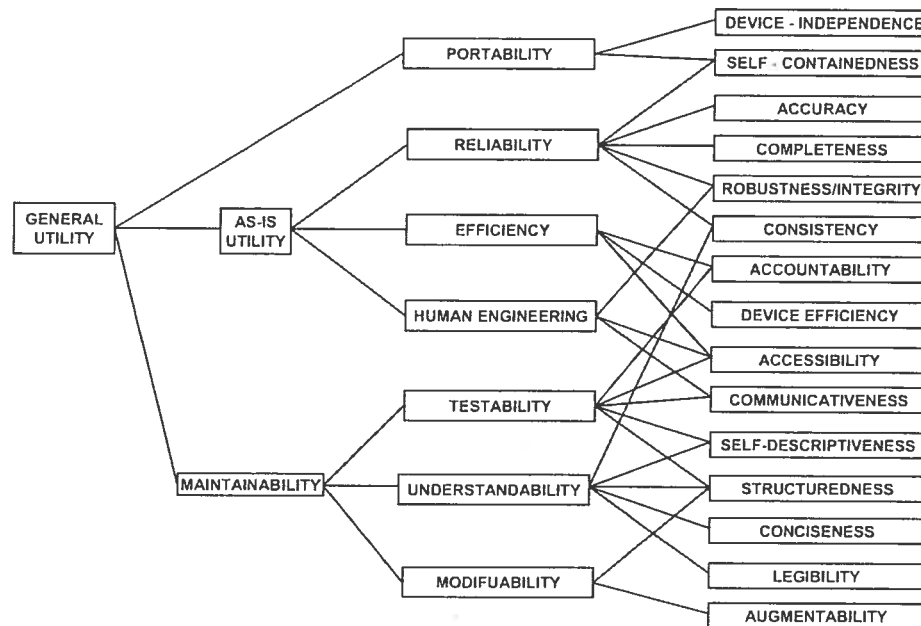 GENERAL
UTILITY
AS-IS
UTILITY
MAINTAINABILITY
PORTABILITY
RELIABILITY
EFFICIENCY
HUMAN ENGINEERING
TESTABILITY
UNDERSTANDABILITY
MODIFUABILITY
DEVICE - INDEPENDENCE
SELF - CONTAINEDNESS
ACCURACY
COMPLETENESS
ROBUSTNESS/INTEGRITY
CONSISTENCY
ACCOUNTABILITY
DEVICE EFFICIENCY
ACCESSIBILITY
COMMUNICATIVENESS
SELF-DESCRIPTIVENESS
STRUCTUREDNESS
CONCISENESS
LEGIBILITY
AUGMENTABILITY